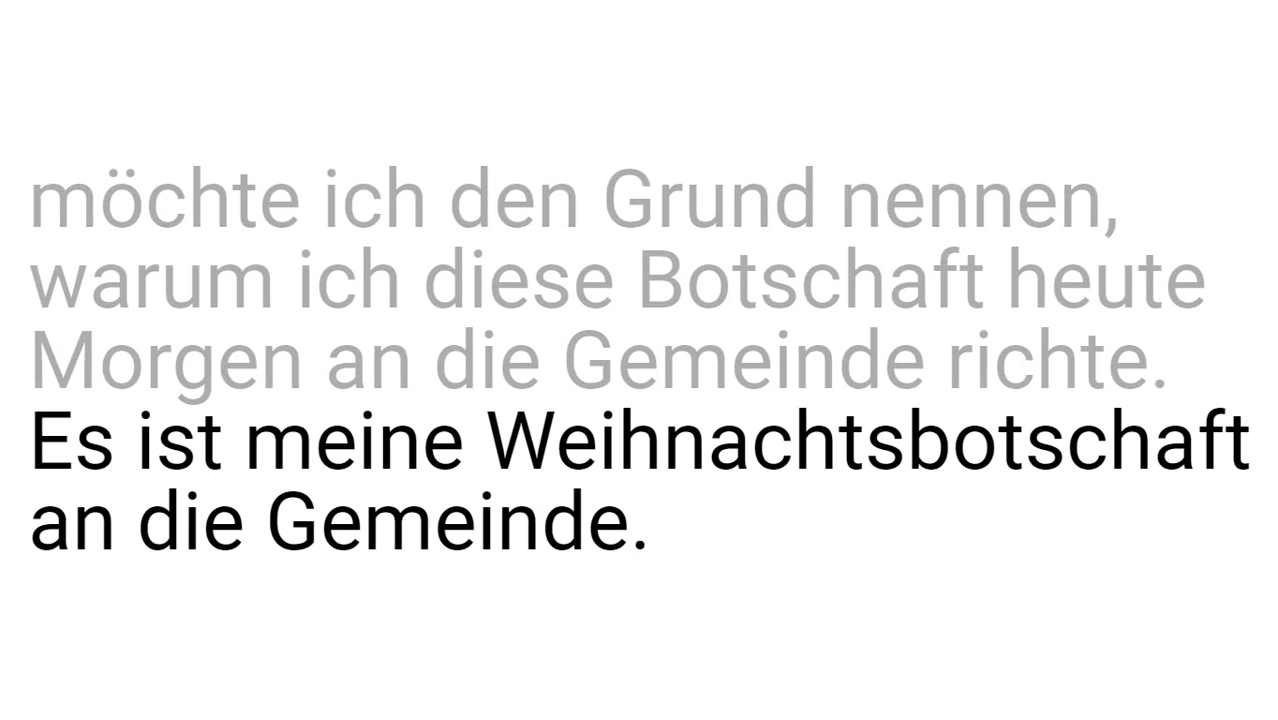 möchte ich den Grund nennen,
warum ich diese Botschaft heute
Morgen an die Gemeinde richte.
Es ist meine Weihnachtsbotschaft
an die Gemeinde.